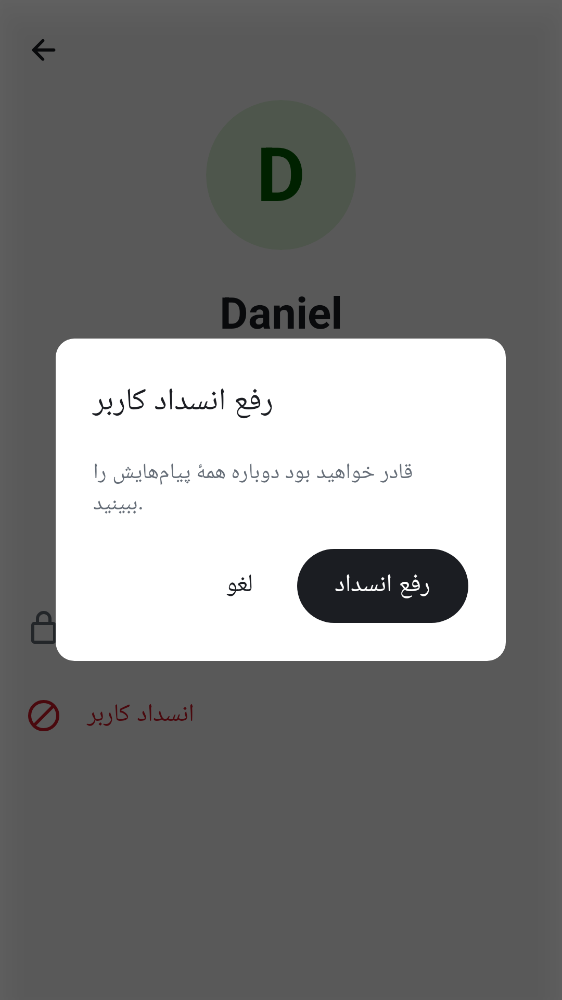 D
Daniel
رفع انسداد کاربر
قادر خواهید بود دوباره همهٔ پیام‌هایش را
ببینید.
رفع انسداد
لغو
انسداد کاربر